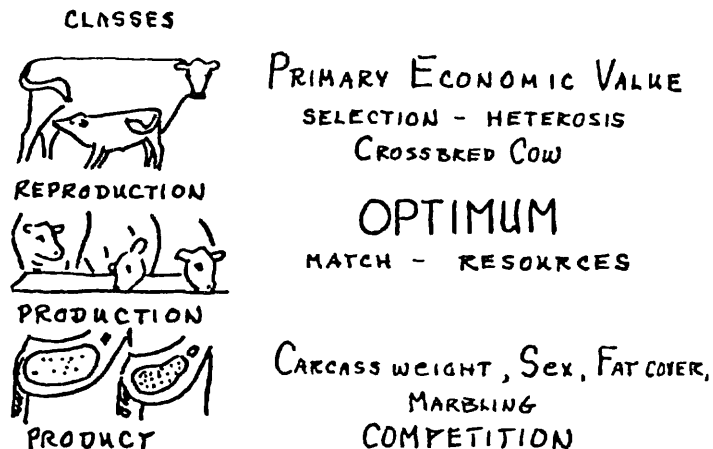 CLASSES
PRIMARY ECONOMIC VALUE
SELECTION - HETEROSIS
CROSSBRED COW
REPRODUCTION
OPTIMUM
MATCH - RESOURCES
PRODUCTION
CARCASS WEIGHT, SEX, FAT COVER,
MARBLING
PRODUCT
COMPETITION